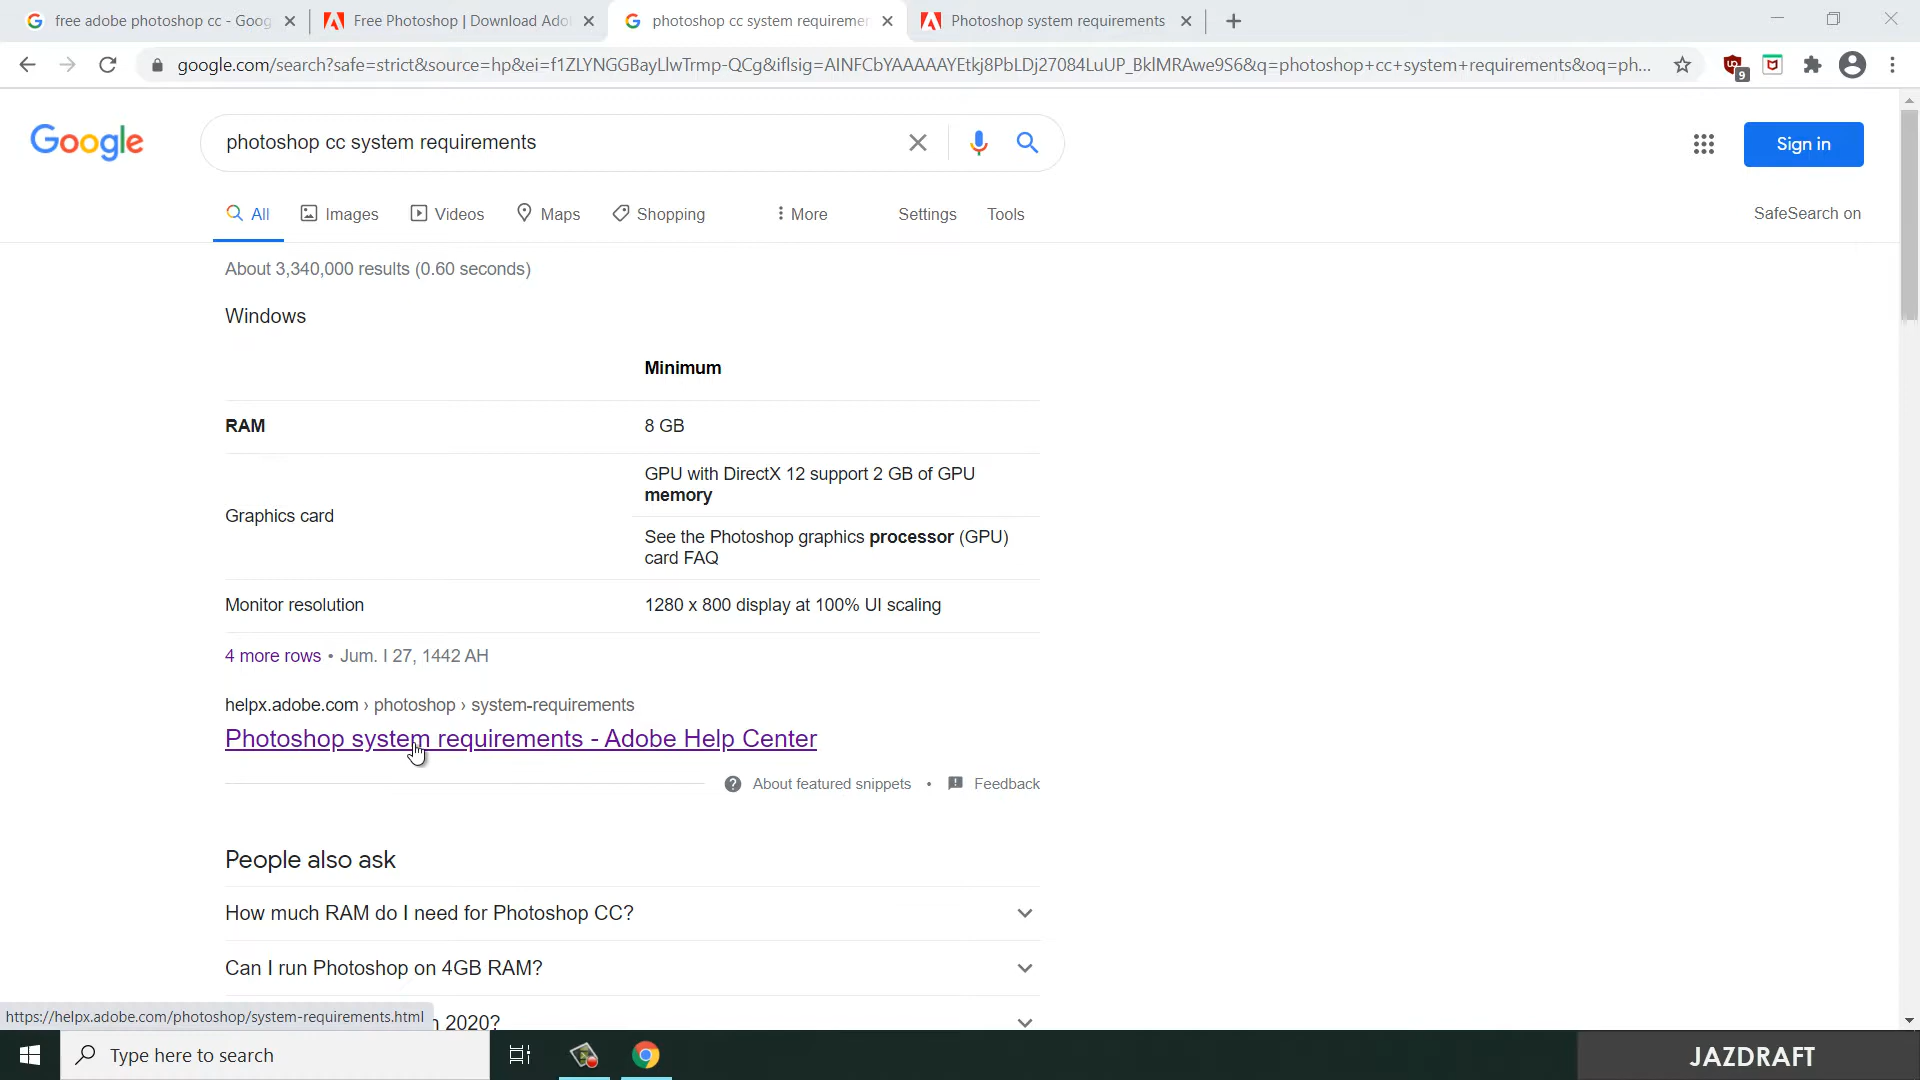 free adobe photoshop cc - Goog
Free Photoshop | Download Ado
photoshop cc system requiremer
Photoshop system requirements
google.com/search?safe=strict&source=hp&ei=f1ZLYNGGBayLlwTrmp-QCg&iflsig=AINFCbYAAAAAYEtkj8PbLDj27084LuUP_BklMRAwe9S6&q=photoshop+cc+system+requirements&oq=ph...
9
Google
photoshop cc system requirements
Sign in
All
Images
Videos
Maps
Shopping
More
Settings
Tools
SafeSearch on
About 3,340,000 results (0.60 seconds)
Windows
Minimum
RAM
8 GB
Graphics card
GPU with DirectX 12 support 2 GB of GPU
memory
See the Photoshop graphics processor (GPU)
card FAQ
Monitor resolution
1280 x 800 display at 100% UI scaling
4 more rows • Jum. I 27, 1442 AH
helpx.adobe.com › photoshop › system-requirements
Photoshop system requirements - Adobe Help Center
About featured snippets • Feedback
People also ask
How much RAM do I need for Photoshop CC?
Can I run Photoshop on 4GB RAM?
2020?
https://helpx.adobe.com/photoshop/system-requirements.html
Type here to search
JAZDRAFT